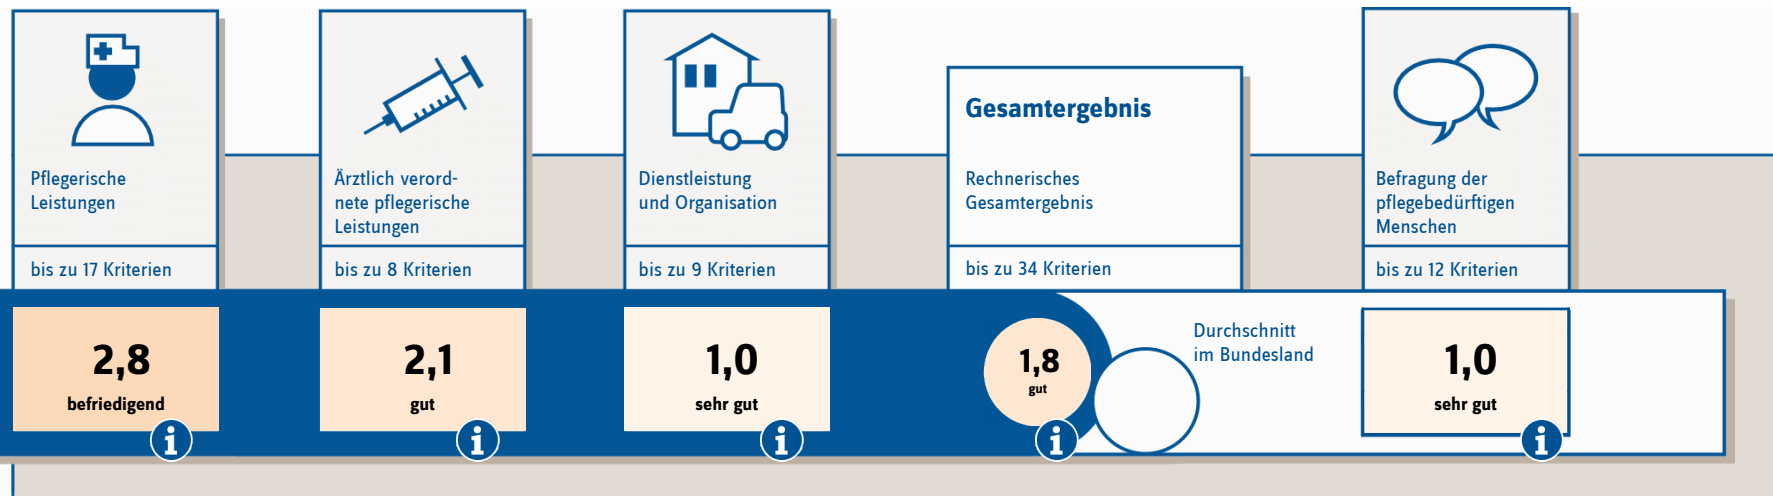 Pflegerische
Leistungen
bis zu 17 Kriterien
2,8
befriedigend
i
Ärztlich verord-
nete pflegerische
Leistungen
bis zu 8 Kriterien
2,1
gut
i
Dienstleistung
und Organisation
bis zu 9 Kriterien
1,0
sehr gut
i
Gesamtergebnis
Rechnerisches
Gesamtergebnis
bis zu 34 Kriterien
1,8
gut
i
Durchschnitt
im Bundesland
Befragung der
pflegebedürftigen
Menschen
bis zu 12 Kriterien
1,0
sehr gut
i